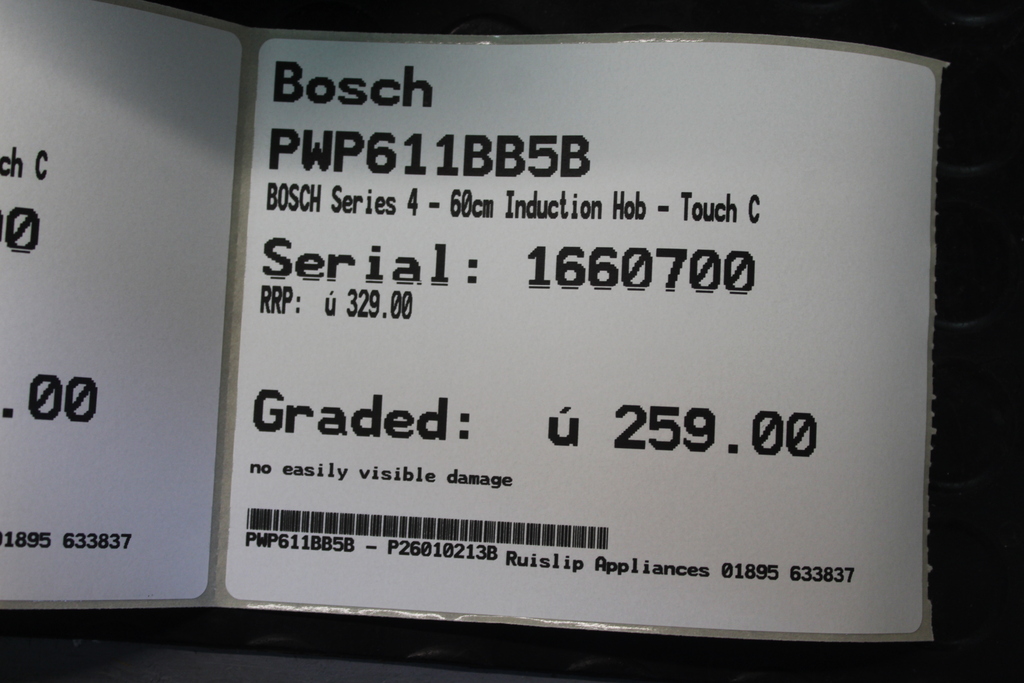 ch C
00
.00
01895 633837
Bosch
PWP611BB5B
BOSCH Series 4 - 60cm Induction Hob - Touch C
Serial: 1660700
RRP: ú 329.00
Graded: ú 259.00
no easily visible damage
PWP611BB5B - P26010213B Ruislip Appliances 01895 633837